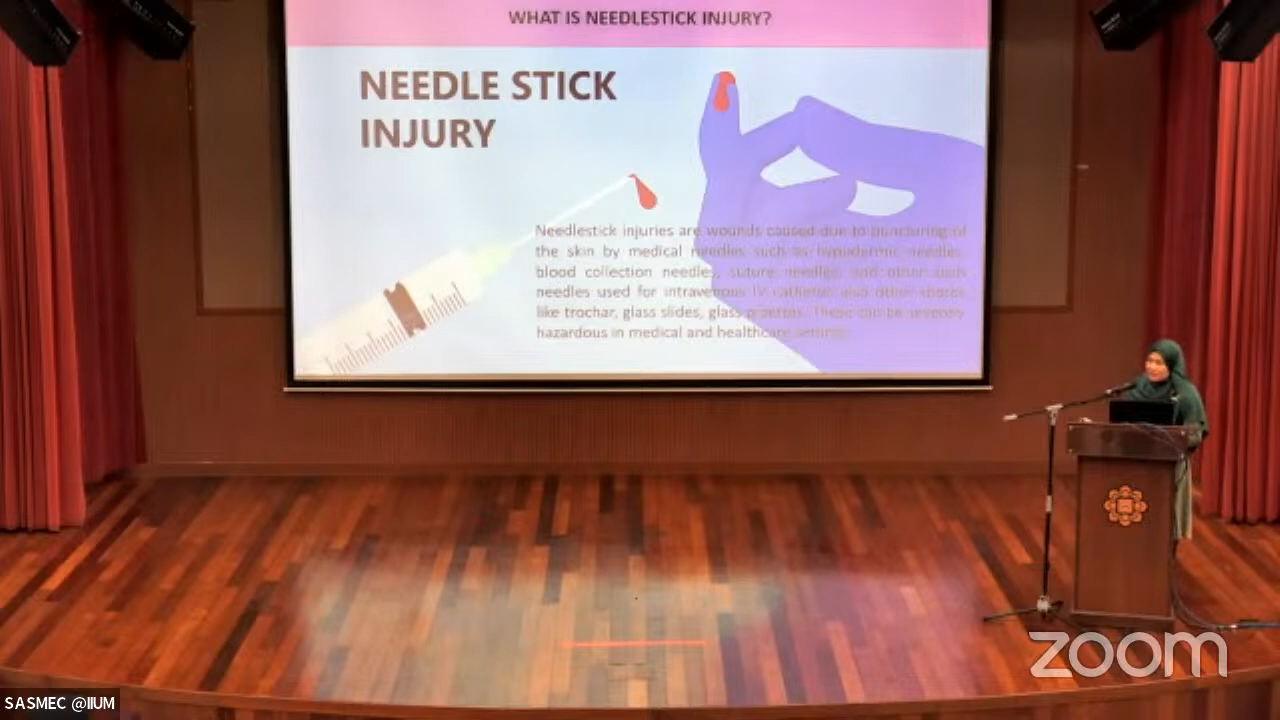 WHAT IS NEEDLESTICK INJURY?
NEEDLE STICK
INJURY
Needlestick injuries are wounds caused due to puncturing of
the skin by medical needles such as hypodermic needles,
blood collection needles, suture needles and other such
needles used for intravenous IV catheter also other sharps
like trochar, glass slides, glass pipettes. These can be
hazardous in medical and healthcare settings.
zoom
SASMEC @IIUM